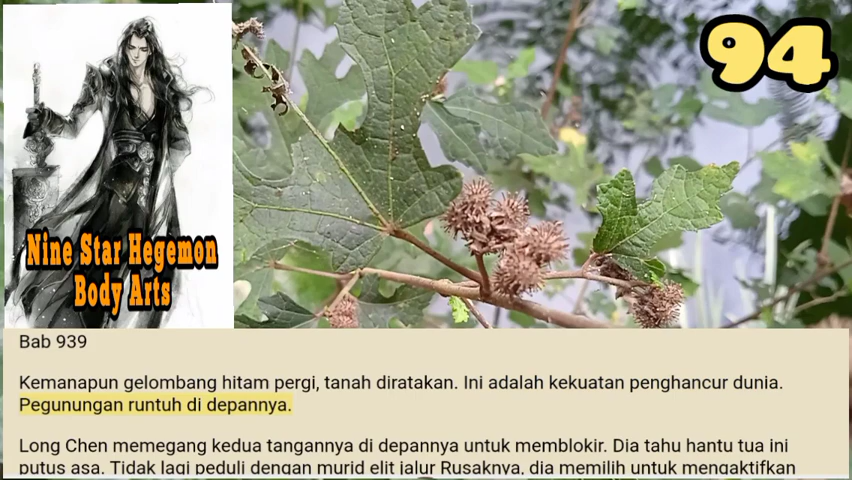 94
Nine Star Hegemon
Body Arts
Bab 939
Kemanapun gelombang hitam pergi, tanah diratakan. Ini adalah kekuatan penghancur dunia.
Pegunungan runtuh di depannya.
Long Chen memegang kedua tangannya di depannya untuk memblokir. Dia tahu hantu tua ini
putus asa. Tidak lagi peduli dengan murid elit jalur Rusaknya, dia memilih untuk mengaktifkan